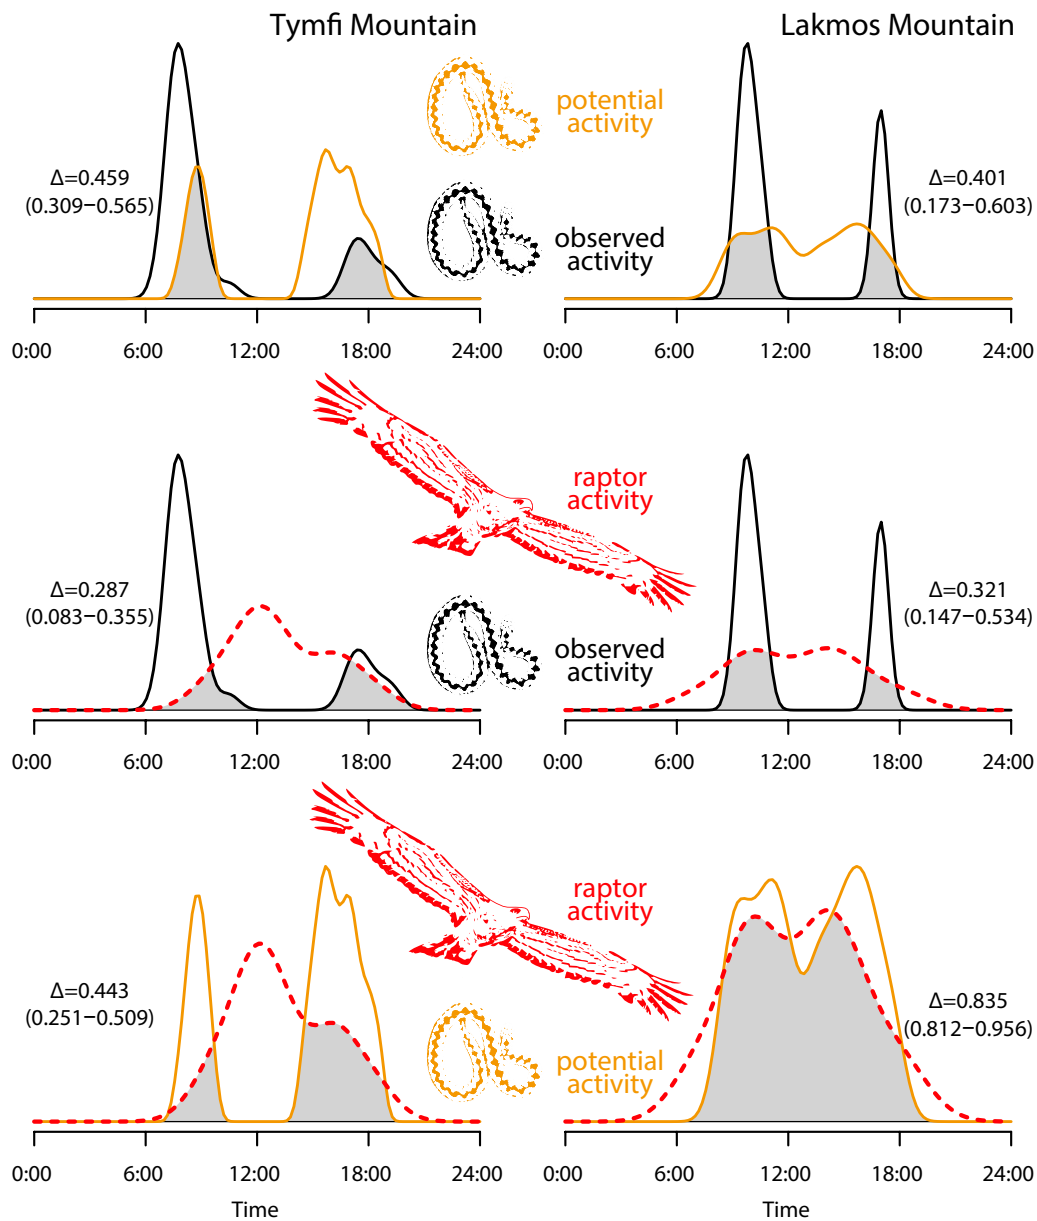 Tymfi Mountain
Lakmos Mountain
potential
activity
Δ=0.459
(0.309−0.565)
Δ=0.401
(0.173−0.603)
observed
activity
0:00 6:00 12:00 18:00 24:00
0:00 6:00 12:00 18:00 24:00
raptor
activity
Δ=0.287
(0.083−0.355)
Δ=0.321
(0.147−0.534)
observed
activity
0:00 6:00 12:00 18:00 24:00
0:00 6:00 12:00 18:00 24:00
raptor
activity
Δ=0.443
(0.251−0.509)
Δ=0.835
(0.812−0.956)
potential
activity
0:00 6:00 12:00 18:00 24:00
0:00 6:00 12:00 18:00 24:00
Time
Time